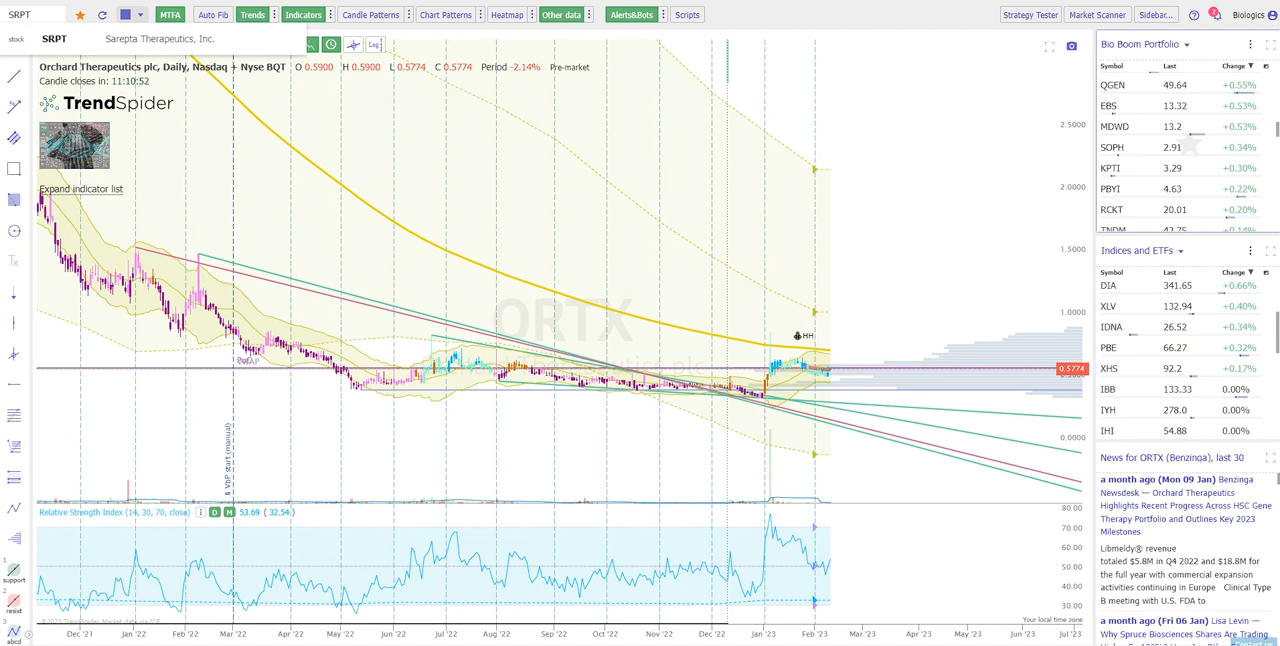 SRPT
MTFA
Auto Fib
Trends
Indicators
Candle Patterns
Chart Patterns
Heatmap
Other data
Alerts&Bots
Scripts
Strategy Tester
Market Scanner
Sidebar...
2
Biologics
stock SRPT Sarepta Therapeutics, Inc.
Orchard Therapeutics plc, Daily, Nasdaq + Nyse BQT O 0.5900 H 0.5900 L 0.5774 C 0.5774 Period -2.14% Pre-market
Candle closes in: 11:10:52
TrendSpider
Expand indicator list
ORTX
HH
VbP start (manual)
2.5000
2.0000
1.5000
1.0000
0.5774
0.0000
Relative Strength Index (14, 30, 70, close) D M 53.69 (32.54)
80.00
70.00
60.00
50.00
40.00
30.00
Your local time zone
Dec '21 Jan '22 Feb '22 Mar '22 Apr '22 May '22 Jun '22 Jul '22 Aug '22 Sep '22 Oct '22 Nov '22 Dec '22 Jan '23 Feb '23 Mar '23 Apr '23 May '23 Jun '23 Jul '23
Tx
1
support
2
resist
3
abcd
Bio Boom Portfolio
Symbol Last Change
QGEN 49.64 +0.55%
EBS 13.32 +0.53%
MDWD 13.2 +0.53%
SOPH 2.91 +0.34%
KPTI 3.29 +0.30%
PBYI 4.63 +0.22%
RCKT 20.01 +0.20%
TNDM 42.75 +0.14%
Indices and ETFs
Symbol Last Change
DIA 341.65 +0.66%
XLV 132.94 +0.40%
IDNA 26.52 +0.34%
PBE 66.27 +0.32%
XHS 92.2 +0.17%
IBB 133.33 0.00%
IYH 278.0 0.00%
IHI 54.88 0.00%
News for ORTX (Benzinga), last 30
a month ago (Mon 09 Jan) Benzinga
Newsdesk — Orchard Therapeutics
Highlights Recent Progress Across HSC Gene
Therapy Portfolio and Outlines Key 2023
Milestones
Libmeldy® revenue
totaled $5.8M in Q4 2022 and $18.8M for
the full year with commercial expansion
activities continuing in Europe Clinical Type
B meeting with U.S. FDA to
a month ago (Fri 06 Jan) Lisa Levin —
Why Spruce Biosciences Shares Are Trading